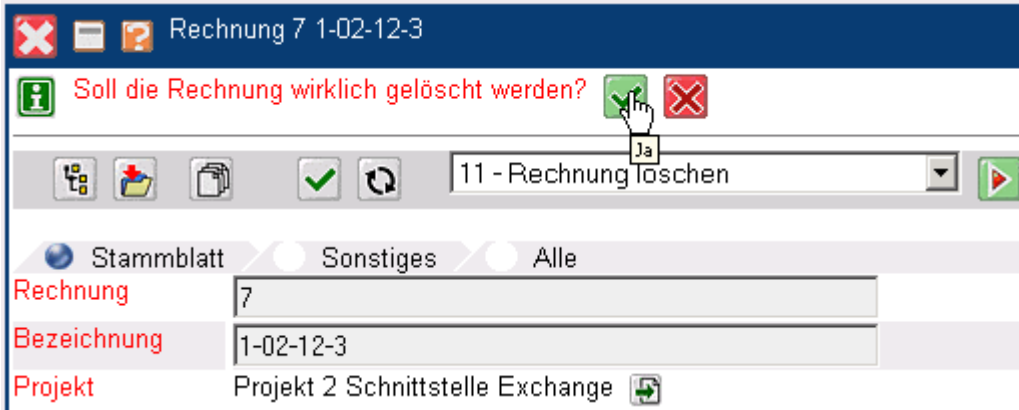 Rechnung 7 1-02-12-3
Soll die Rechnung wirklich gelöscht werden?
Ja
11 - Rechnung löschen
Stammblatt Sonstiges Alle
Rechnung 7
Bezeichnung 1-02-12-3
Projekt Projekt 2 Schnittstelle Exchange